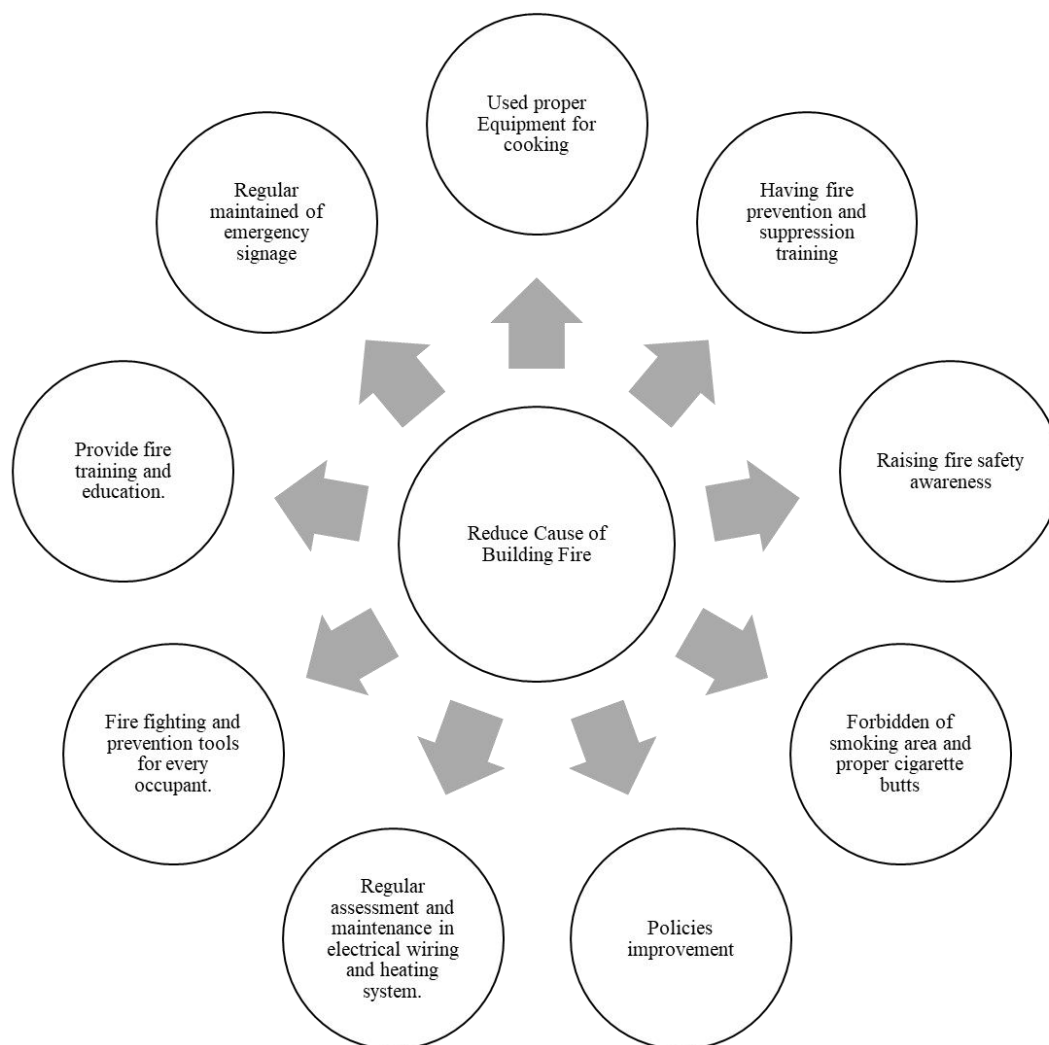 Used proper
Equipment for
cooking
Having fire
prevention and
suppression
training
Raising fire safety
awareness
Forbidden of
smoking area and
proper cigarette
butts
Policies
improvement
Regular
assessment and
maintenance in
electrical wiring
and heating
system.
Fire fighting and
prevention tools
for every
occupant.
Provide fire
training and
education.
Regular
maintained of
emergency
signage
Reduce Cause of
Building Fire